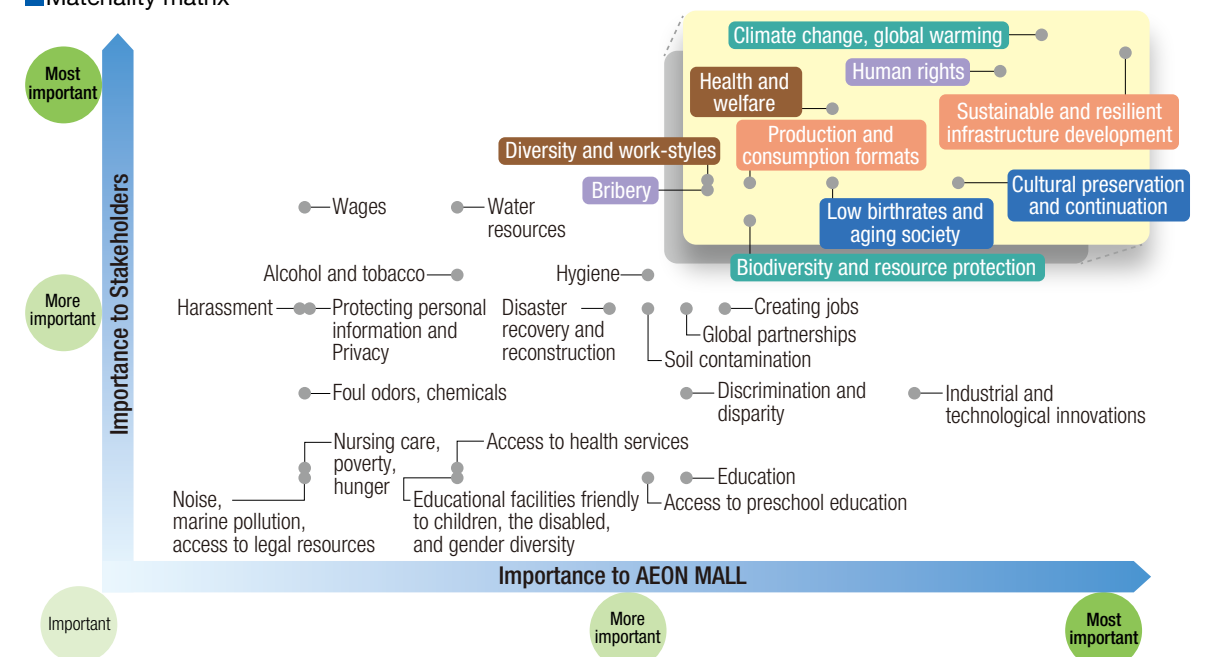 Materiality matrix
Most
important
More
important
Important
Importance to Stakeholders
Climate change, global warming
Human rights
Health and
welfare
Sustainable and resilient
infrastructure development
Production and
consumption formats
Diversity and work-styles
Bribery
Cultural preservation
and continuation
Low birthrates and
aging society
Biodiversity and resource protection
Wages
Water
resources
Alcohol and tobacco
Hygiene
Harassment
Protecting personal
information and
Privacy
Disaster
recovery and
reconstruction
Creating jobs
Global partnerships
Soil contamination
Foul odors, chemicals
Discrimination and
disparity
Industrial and
technological innovations
Nursing care,
poverty,
hunger
Access to health services
Noise,
marine pollution,
access to legal resources
Educational facilities friendly
to children, the disabled,
and gender diversity
Education
Access to preschool education
Importance to AEON MALL
More
important
Most
important